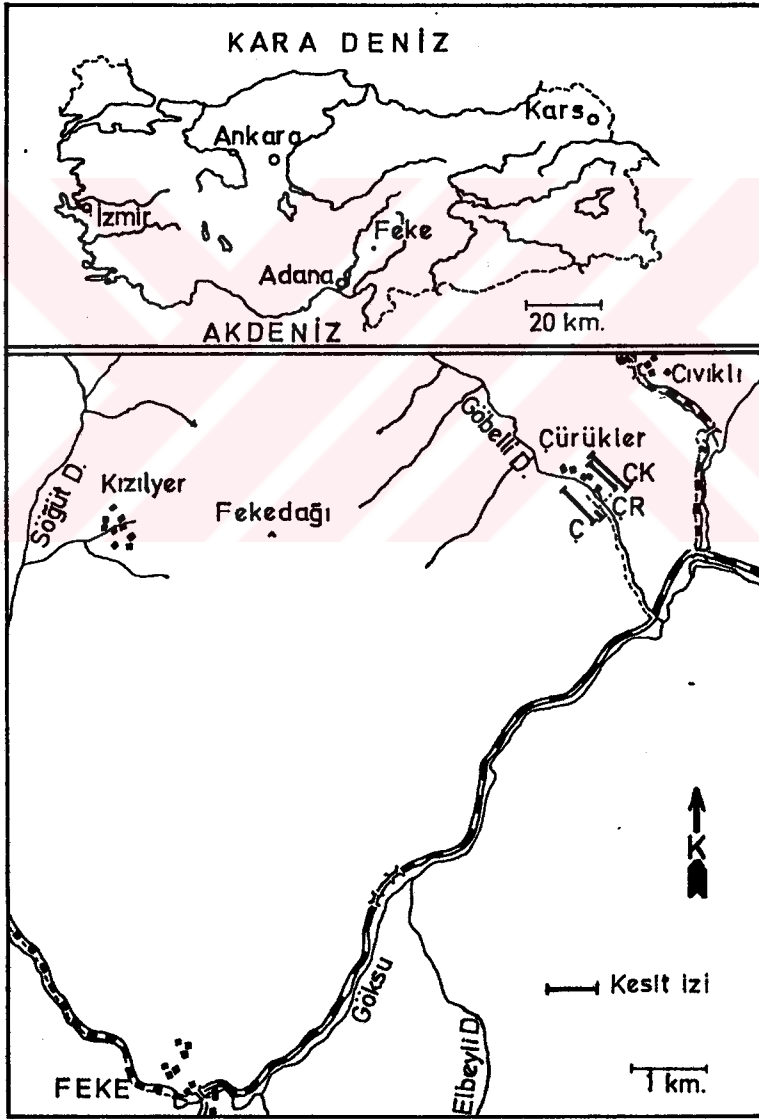 KARA DENİZ
Kars
Ankara
İzmir
Feke
Adana
20 km.
AKDENİZ
Cıvıklı
Göbelli D.
Çürükler
ÇK
ÇR
Ç
Söğüt D.
Kızılyer
Fekedağı
K
Göksu
Kesit izi
Elbeyli D.
FEKE
1 km.